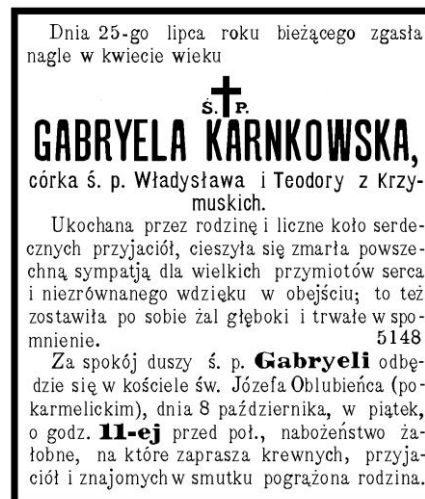 Dnia 25-go lipca roku bieżącego zgasła
nagle w kwiecie wieku
Ś. P.
GABRYELA KARNKOWSKA,
córka ś. p. Władysława i Teodory z Krzy-
muskich.
Ukochana przez rodzinę i liczne koło serde-
cznych przyjaciół, cieszyła się zmarła powsze-
chną sympatją dla wielkich przymiotów serca
i niezrównanego wdzięku w obejściu; to też
zostawiła po sobie żal głęboki i trwałe w spo-
mnienie. 5148
Za spokój duszy ś. p. Gabryeli odbę-
dzie się w kościele św. Józefa Oblubieńca (po-
karmelickim), dnia 8 października, w piątek,
o godz. 11-ej przed poł., nabożeństwo ża-
łobne, na które zaprasza krewnych, przyja-
ciół i znajomych w smutku pogrążona rodzina.